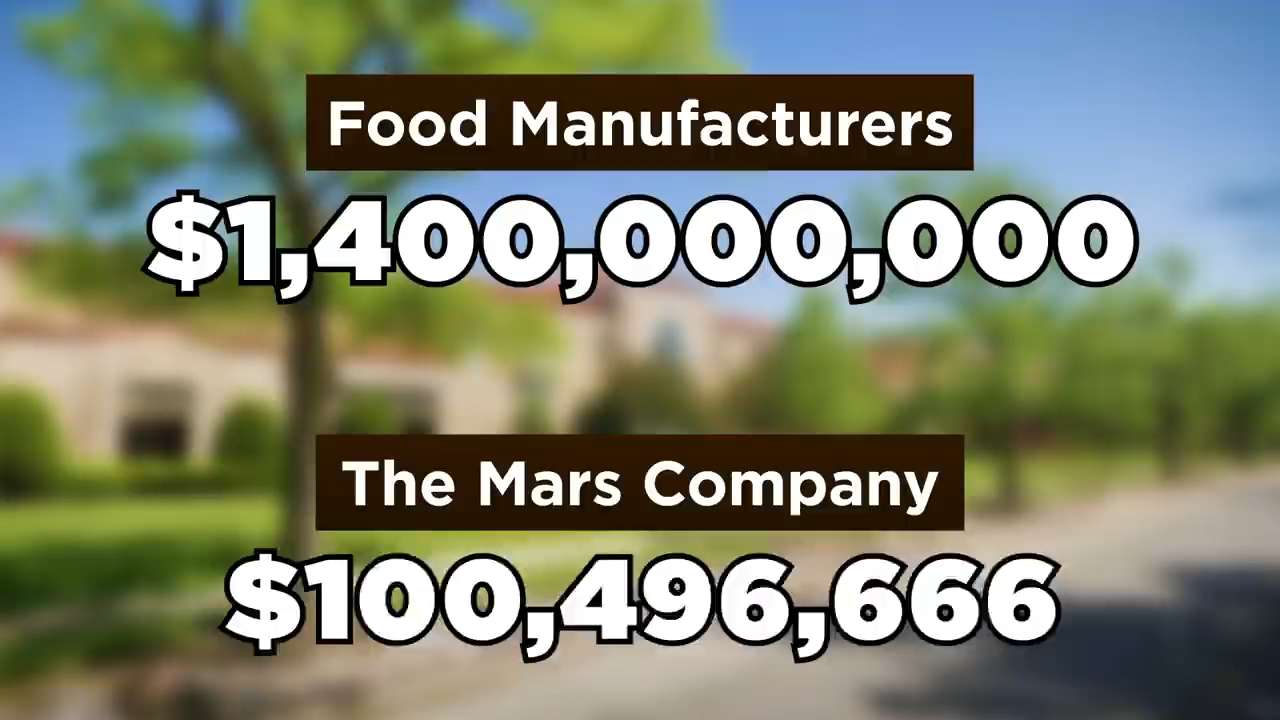 Food Manufacturers
$1,400,000,000
The Mars Company
$100,496,666